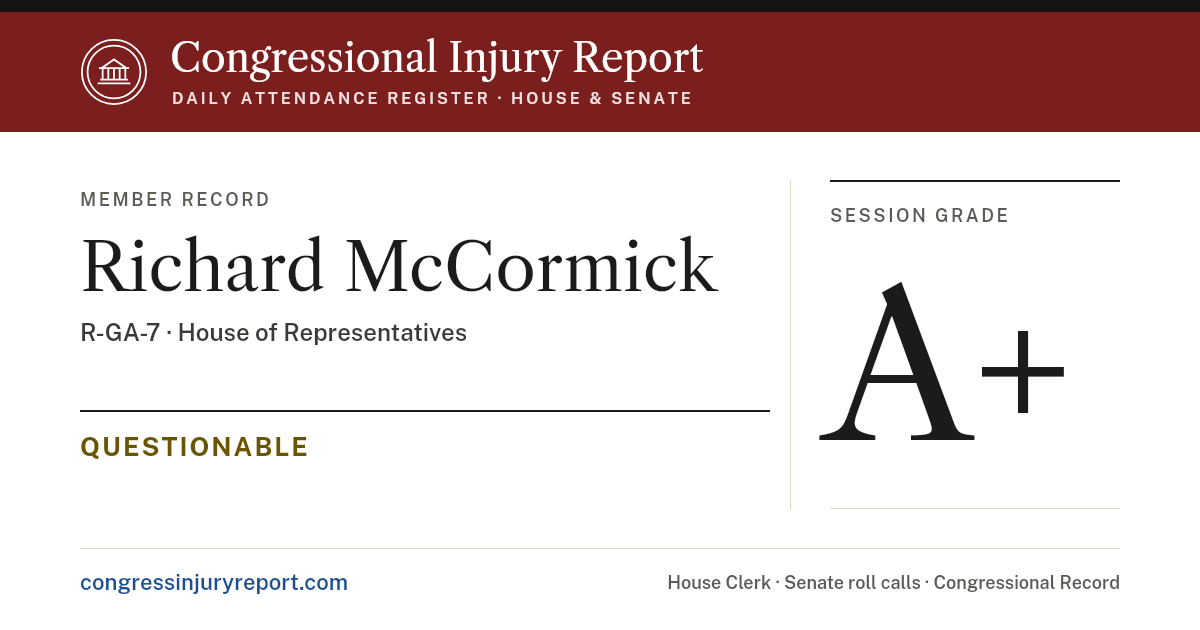 Congressional Injury Report
DAILY ATTENDANCE REGISTER · HOUSE & SENATE
MEMBER RECORD
Richard McCormick
R-GA-7 · House of Representatives
QUESTIONABLE
SESSION GRADE
A+
congressinjuryreport.com
House Clerk · Senate roll calls · Congressional Record